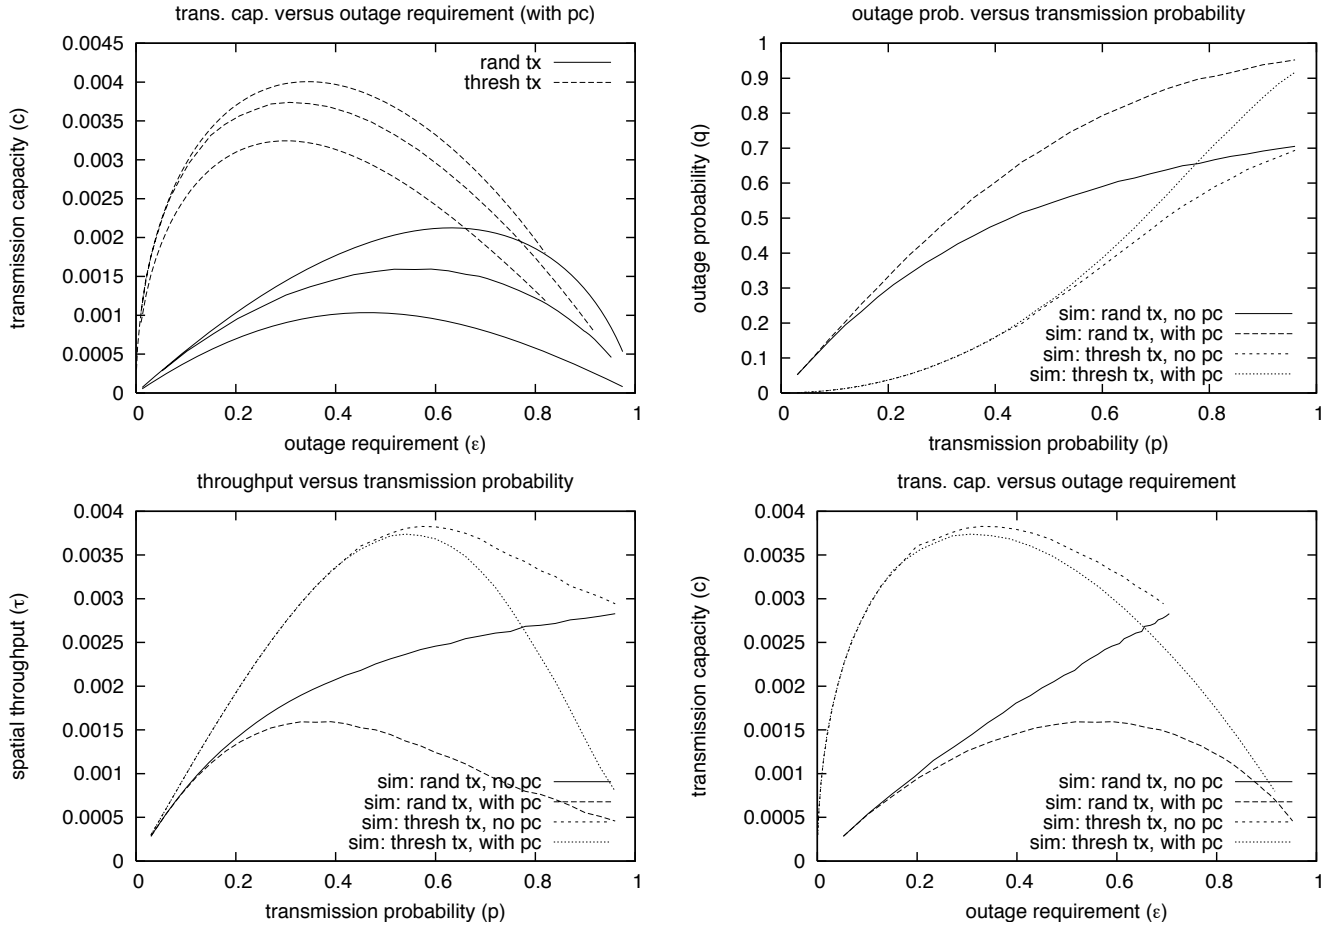 trans. cap. versus outage requirement (with pc)
transmission capacity (c)
0.0045
0.004
0.0035
0.003
0.0025
0.002
0.0015
0.001
0.0005
0
rand tx
thresh tx
0 0.2 0.4 0.6 0.8 1
outage requirement (ε)
outage prob. versus transmission probability
outage probability (q)
1
0.9
0.8
0.7
0.6
0.5
0.4
0.3
0.2
0.1
0
sim: rand tx, no pc
sim: rand tx, with pc
sim: thresh tx, no pc
sim: thresh tx, with pc
0 0.2 0.4 0.6 0.8 1
transmission probability (p)
throughput versus transmission probability
spatial throughput (τ)
0.004
0.0035
0.003
0.0025
0.002
0.0015
0.001
0.0005
0
sim: rand tx, no pc
sim: rand tx, with pc
sim: thresh tx, no pc
sim: thresh tx, with pc
0 0.2 0.4 0.6 0.8 1
transmission probability (p)
trans. cap. versus outage requirement
transmission capacity (c)
0.004
0.0035
0.003
0.0025
0.002
0.0015
0.001
0.0005
0
sim: rand tx, no pc
sim: rand tx, with pc
sim: thresh tx, no pc
sim: thresh tx, with pc
0 0.2 0.4 0.6 0.8 1
outage requirement (ε)